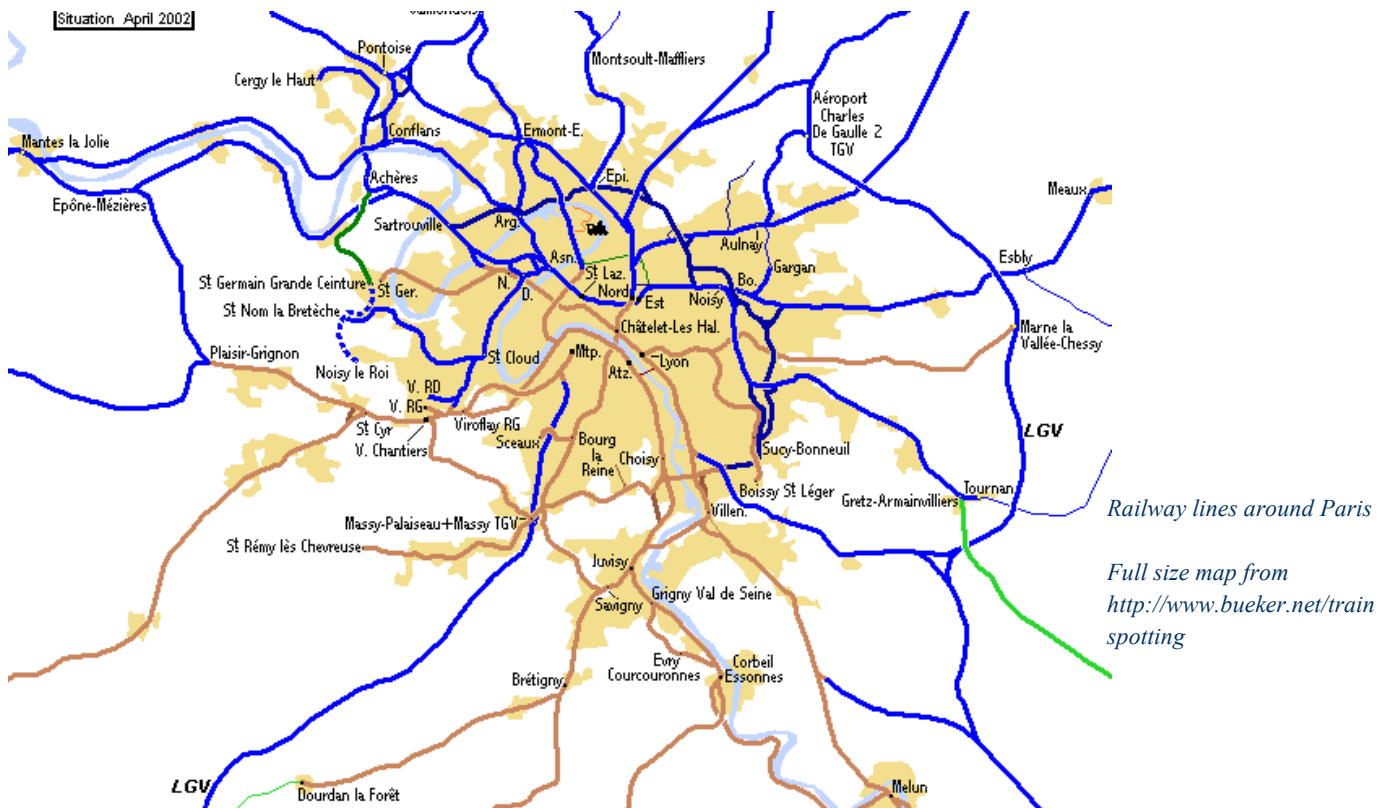 Situation April 2002
Pontoise
Cergy le Haut
Montsoult-Maffliers
Aéroport
Charles
De Gaulle 2
TGV
Mantes la Jolie
Conflans
Ermont-E.
Achères
Epi.
Meaux
Epône-Mézières
Sartrouville
Arg.
Aulnay
Asn.
Gargan
Esbly
St Germain Grande Ceinture
St Ger.
N.
D.
St Laz.
Nord
Est
Noisy
Bo.
St Nom la Bretèche
Châtelet-Les Hal.
Marne la
Vallée-Chessy
Plaisir-Grignon
Noisy le Roi
St Cloud
Mtp.
Lyon
Atz.
V. RD
V. RG
St Cyr
V. Chantiers
Viroflay RG
Sceaux
Bourg
la
Reine
Choisy
Sucy-Bonneuil
LGV
Boissy St Léger
Gretz-Armainvilliers
Tournan
Villen.
Massy-Palaiseau+Massy TGV
St Rémy lès Chevreuse
Juvisy
Savigny
Grigny Val de Seine
Evry
Courcouronnes
Corbeil
Essonnes
Brétigny
LGV
Dourdan la Forêt
Melun
Railway lines around Paris
Full size map from
http://www.bueker.net/train
spotting